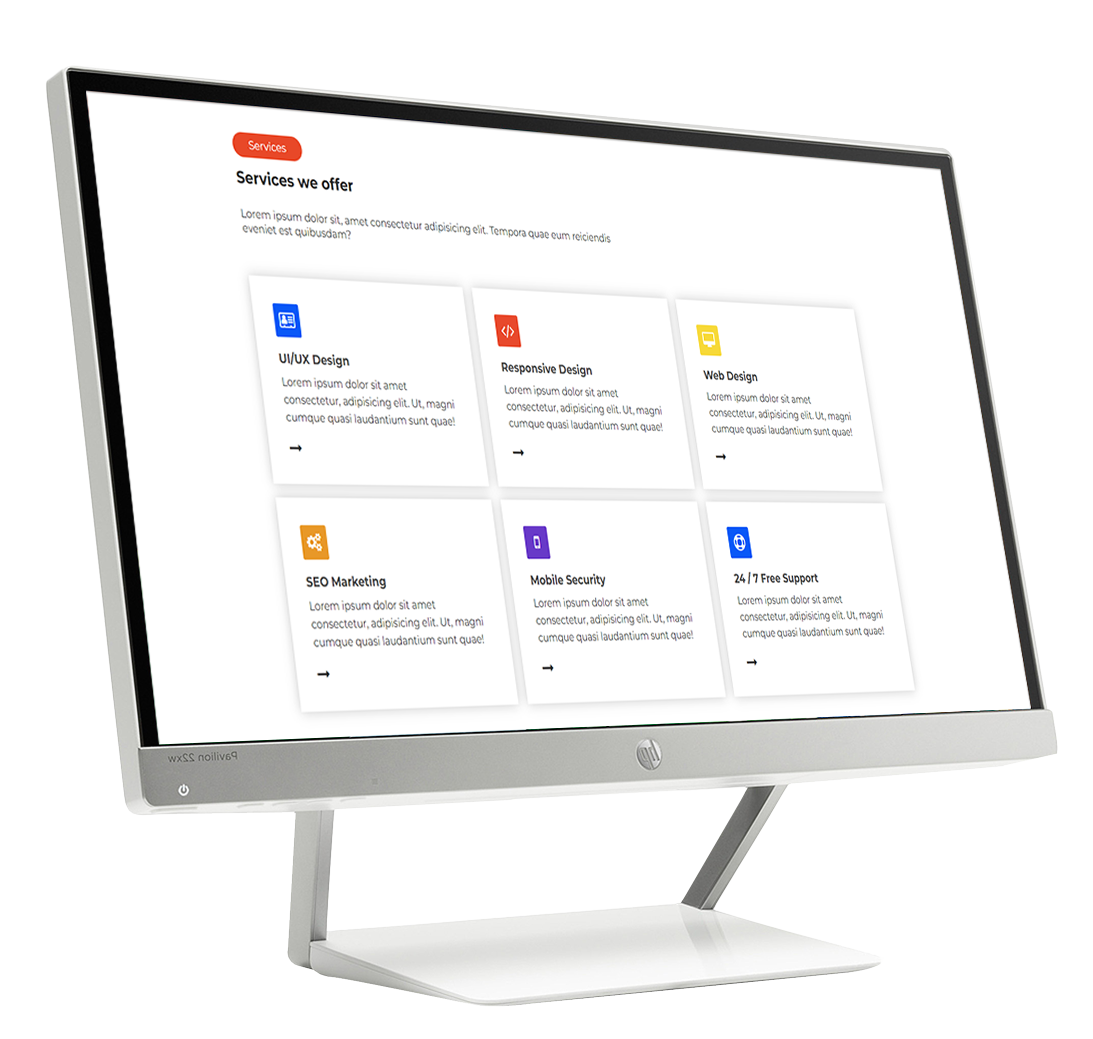 Services
Services we offer
Lorem ipsum dolor sit, amet consectetur adipisicing elit. Tempora quae eum reiciendis
eveniet est quibusdam?
UI/UX Design
Lorem ipsum dolor sit amet
consectetur, adipisicing elit. Ut, magni
cumque quasi laudantium sunt quae!
Responsive Design
Lorem ipsum dolor sit amet
consectetur, adipisicing elit. Ut, magni
cumque quasi laudantium sunt quae!
Web Design
Lorem ipsum dolor sit amet
consectetur, adipisicing elit. Ut, magni
cumque quasi laudantium sunt quae!
SEO Marketing
Lorem ipsum dolor sit amet
consectetur, adipisicing elit. Ut, magni
cumque quasi laudantium sunt quae!
Mobile Security
Lorem ipsum dolor sit amet
consectetur, adipisicing elit. Ut, magni
cumque quasi laudantium sunt quae!
24 / 7 Free Support
Lorem ipsum dolor sit amet
consectetur, adipisicing elit. Ut, magni
cumque quasi laudantium sunt quae!
Pavilion 22xw
hp